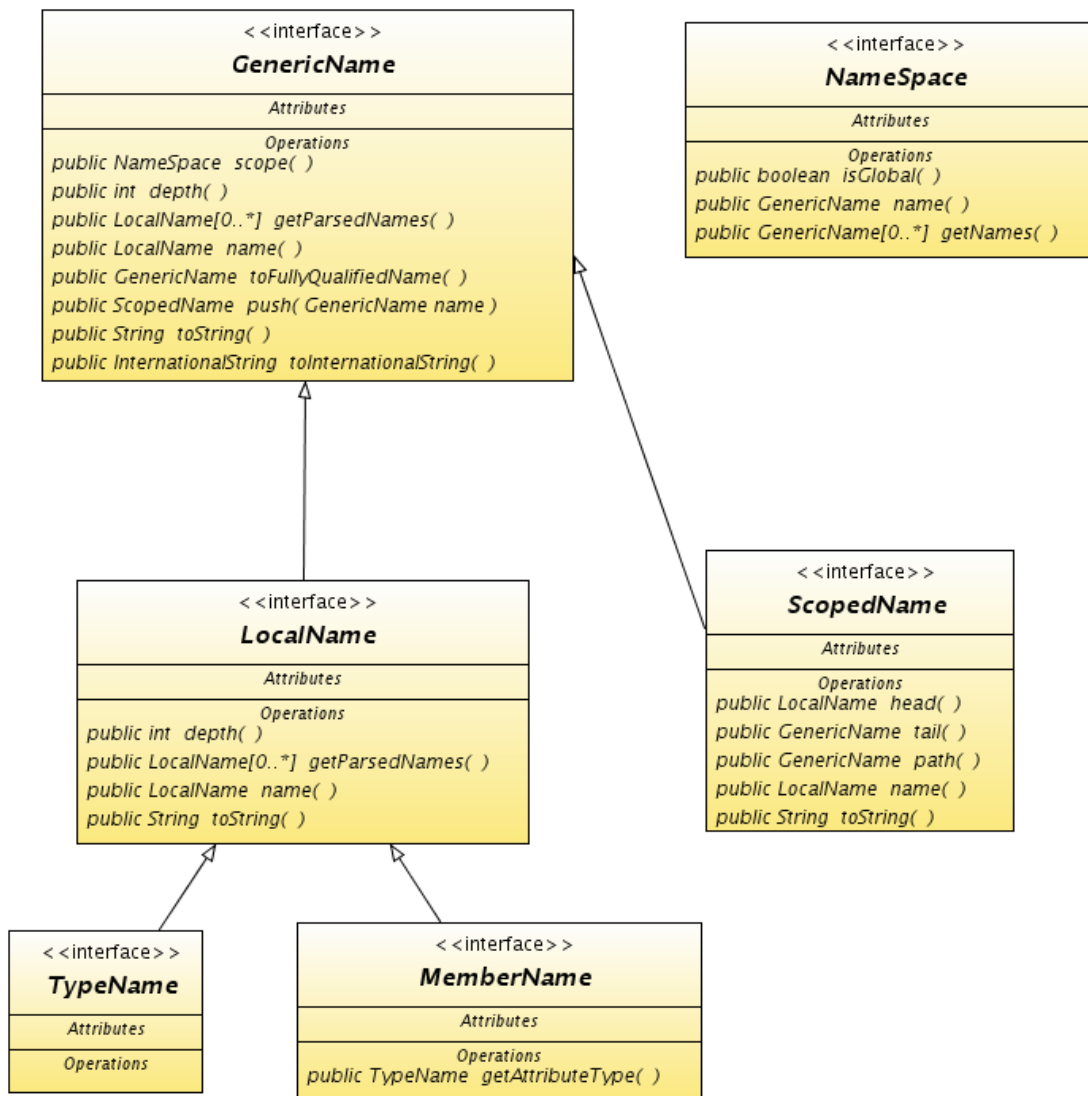 <<interface>>
GenericName
Attributes
Operations
public NameSpace scope( )
public int depth( )
public LocalName[0..*] getParsedNames( )
public LocalName name( )
public GenericName toFullyQualifiedName( )
public ScopedName push( GenericName name )
public String toString( )
public InternationalString toInternationalString( )
<<interface>>
NameSpace
Attributes
Operations
public boolean isGlobal( )
public GenericName name( )
public GenericName[0..*] getNames( )
<<interface>>
LocalName
Attributes
Operations
public int depth( )
public LocalName[0..*] getParsedNames( )
public LocalName name( )
public String toString( )
<<interface>>
ScopedName
Attributes
Operations
public LocalName head( )
public GenericName tail( )
public GenericName path( )
public LocalName name( )
public String toString( )
<<interface>>
TypeName
Attributes
Operations
<<interface>>
MemberName
Attributes
Operations
public TypeName getAttributeType( )